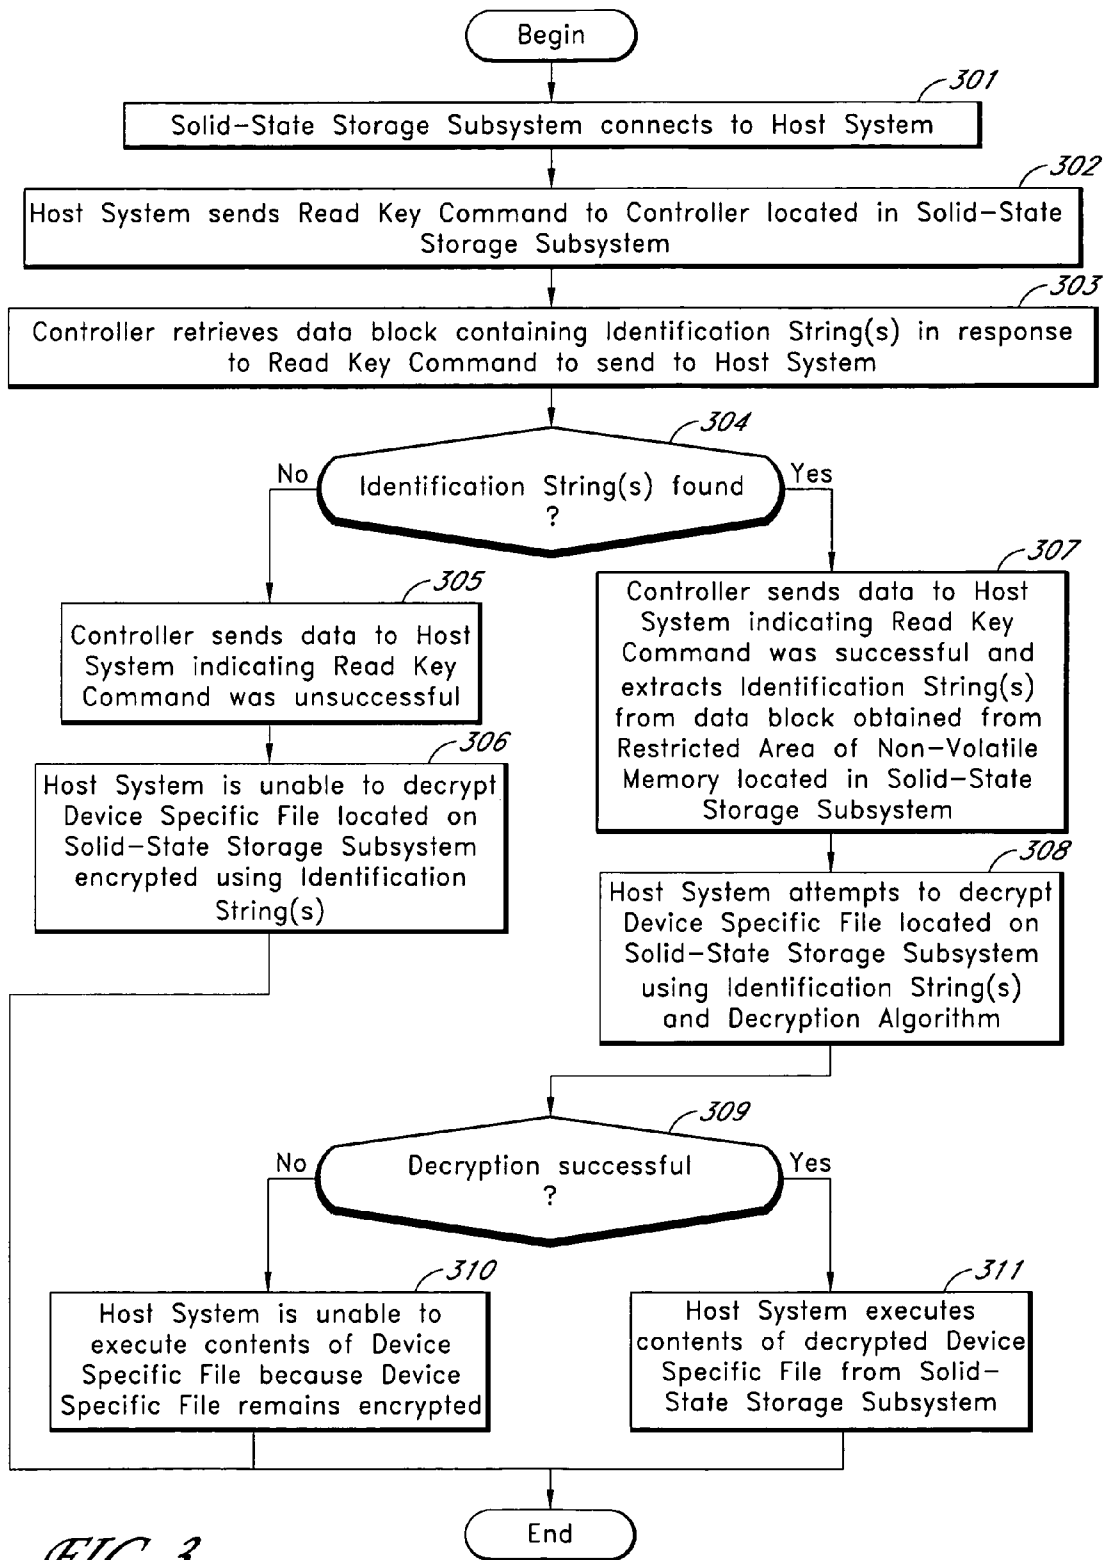 Begin
301
Solid-State Storage Subsystem connects to Host System
302
Host System sends Read Key Command to Controller located in Solid-State
Storage Subsystem
303
Controller retrieves data block containing Identification String(s) in response
to Read Key Command to send to Host System
304
No
Identification String(s) found
?
Yes
305
Controller sends data to Host
System indicating Read Key
Command was unsuccessful
306
Host System is unable to decrypt
Device Specific File located on
Solid-State Storage Subsystem
encrypted using Identification
String(s)
307
Controller sends data to Host
System indicating Read Key
Command was successful and
extracts Identification String(s)
from data block obtained from
Restricted Area of Non-Volatile
Memory located in Solid-State
Storage Subsystem
308
Host System attempts to decrypt
Device Specific File located on
Solid-State Storage Subsystem
using Identification String(s)
and Decryption Algorithm
309
No
Decryption successful
?
Yes
310
Host System is unable to
execute contents of Device
Specific File because Device
Specific File remains encrypted
311
Host System executes
contents of decrypted Device
Specific File from Solid-
State Storage Subsystem
End
FIG. 3